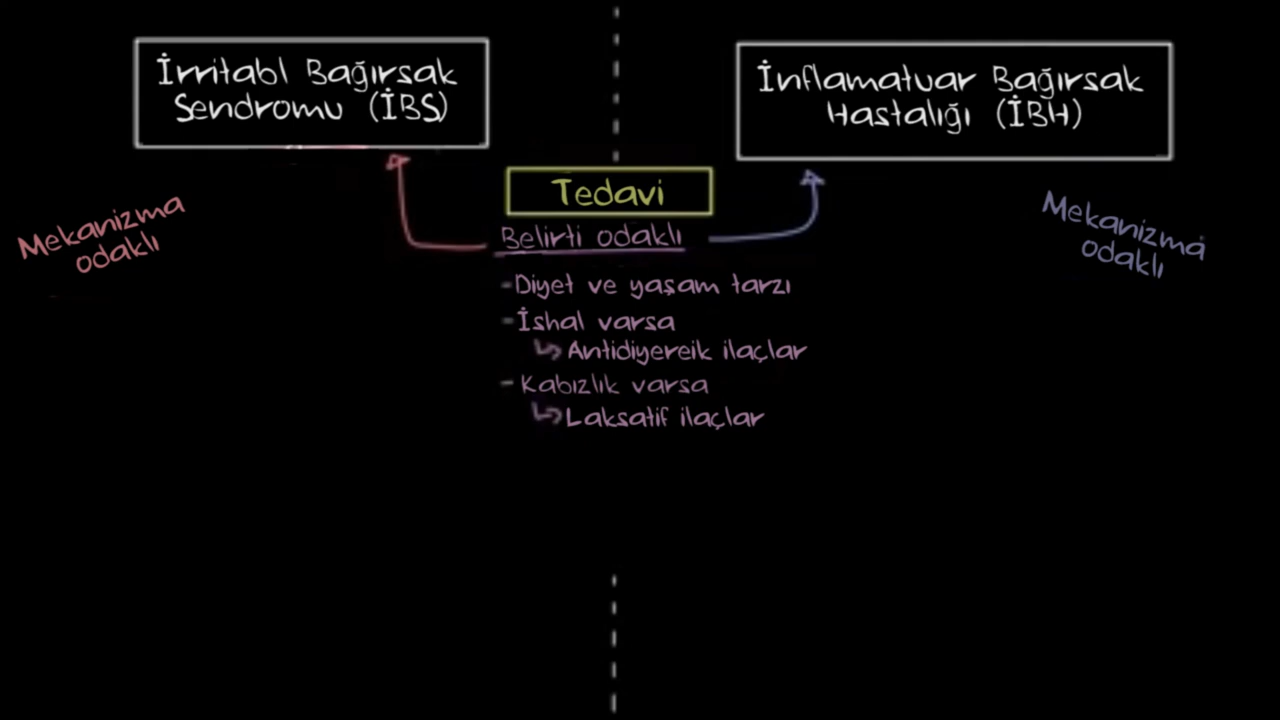 İrritabl Bağırsak
Sendromu (İBS)
İnflamatuar Bağırsak
Hastalığı (İBH)
Tedavi
Belirti odaklı
Mekanizma
odaklı
Mekanizma
odaklı
-Diyet ve yaşam tarzı
-İshal varsa
↳ Antidiyereik ilaçlar
- Kabızlık varsa
↳ Laksatif ilaçlar